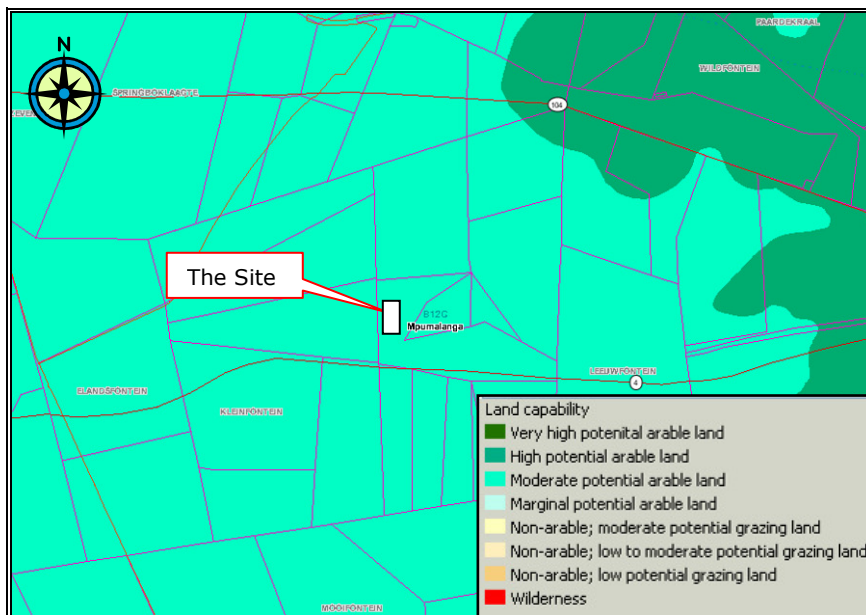 PAARDEKRAAL
N
WILDFONTEIN
SPRINGBOKLAAGTE
104
The Site
B12C
Mpumalanga
LEEUWFONTEIN
4
ELANDSFONTEIN
KLEINFONTEIN
Land capability
Very high potenital arable land
High potential arable land
Moderate potential arable land
Marginal potential arable land
Non-arable; moderate potential grazing land
Non-arable; low to moderate potential grazing land
Non-arable; low potential grazing land
Wilderness
MOOIFONTEIN